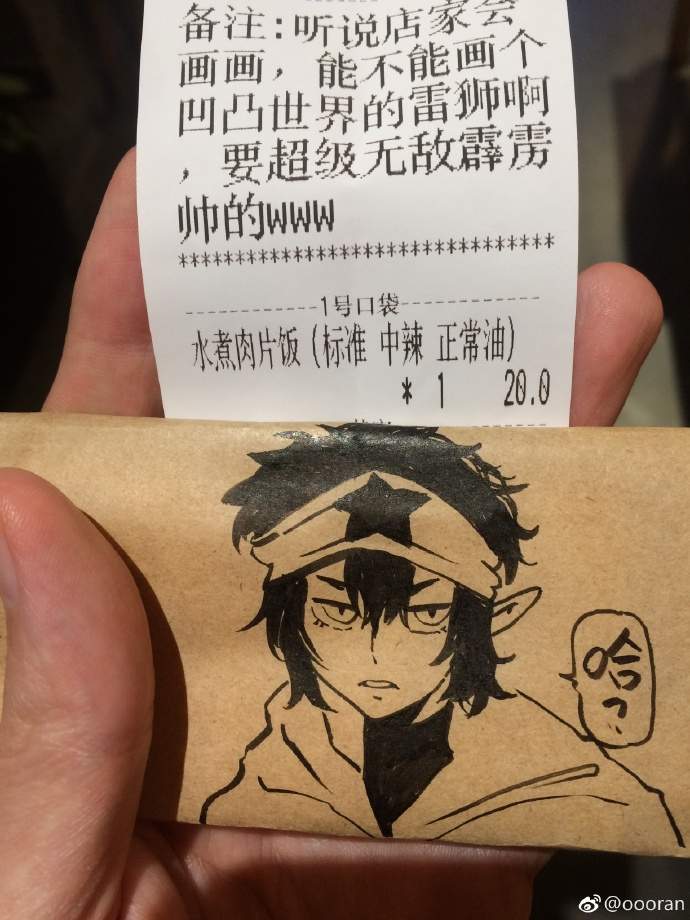 备注:听说店家会
画画，能不能画个
凹凸世界的雷狮啊
，要超级无敌霹雳
帅的www
******************************
------------1号口袋------------
水煮肉片饭(标准 中辣 正常油)
* 1 20.0
哈?
@oooran